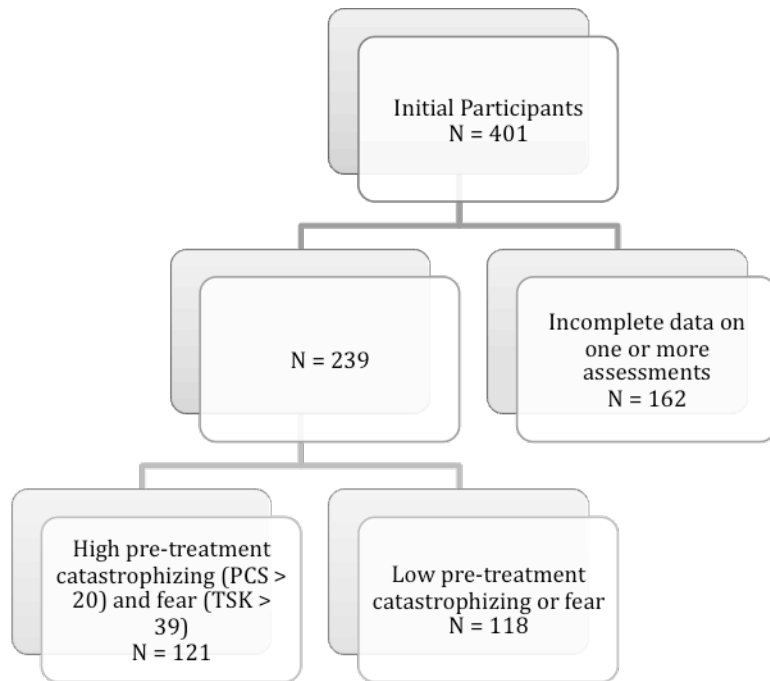 Initial Participants
N = 401
N = 239
Incomplete data on
one or more
assessments
N = 162
High pre-treatment
catastrophizing (PCS >
20) and fear (TSK >
39)
N = 121
Low pre-treatment
catastrophizing or fear
N = 118